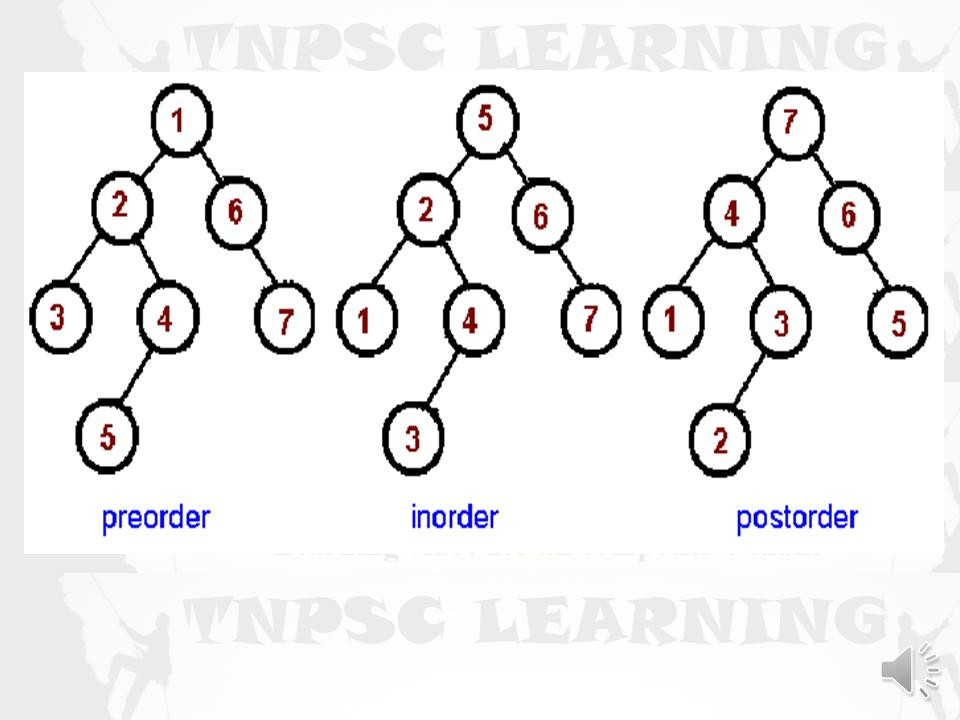 TNPSC LEARNING
1 5 7
2 6 2 6 4 6
3 4 7 1 4 7 1 3 5
5 3 2
preorder inorder postorder
TNPSC LEARNING